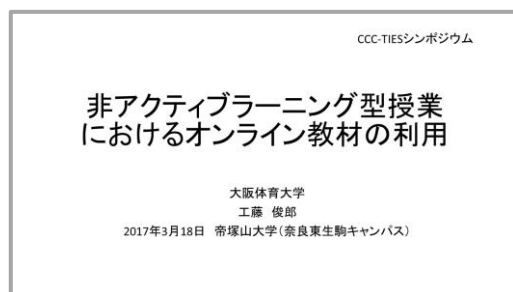 CCC-TIESシンポジウム
非アクティブラーニング型授業
におけるオンライン教材の利用
大阪体育大学
工藤 俊郎
2017年3月18日 帝塚山大学(奈良東生駒キャンパス)